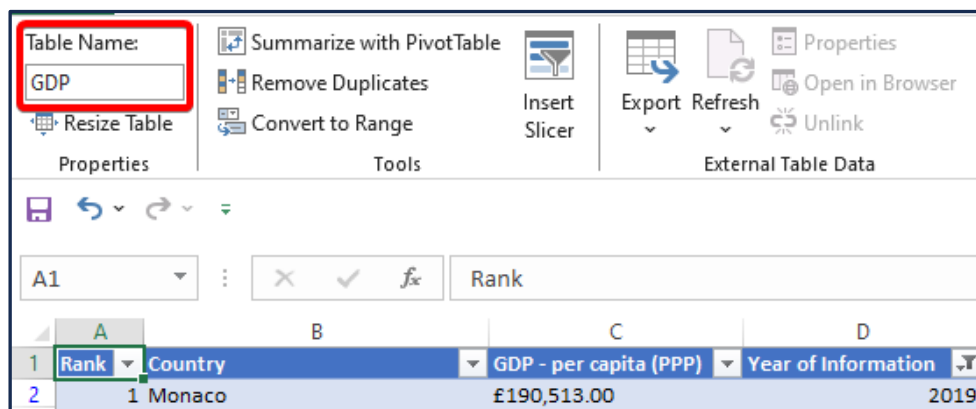 Table Name:
GDP
Resize Table
Properties
Summarize with PivotTable
Remove Duplicates
Convert to Range
Tools
Insert
Slicer
Export
Refresh
Properties
Open in Browser
Unlink
External Table Data
A1
fx
Rank
A B C D
1 Rank Country GDP - per capita (PPP) Year of Information
2 1 Monaco £190,513.00 2019